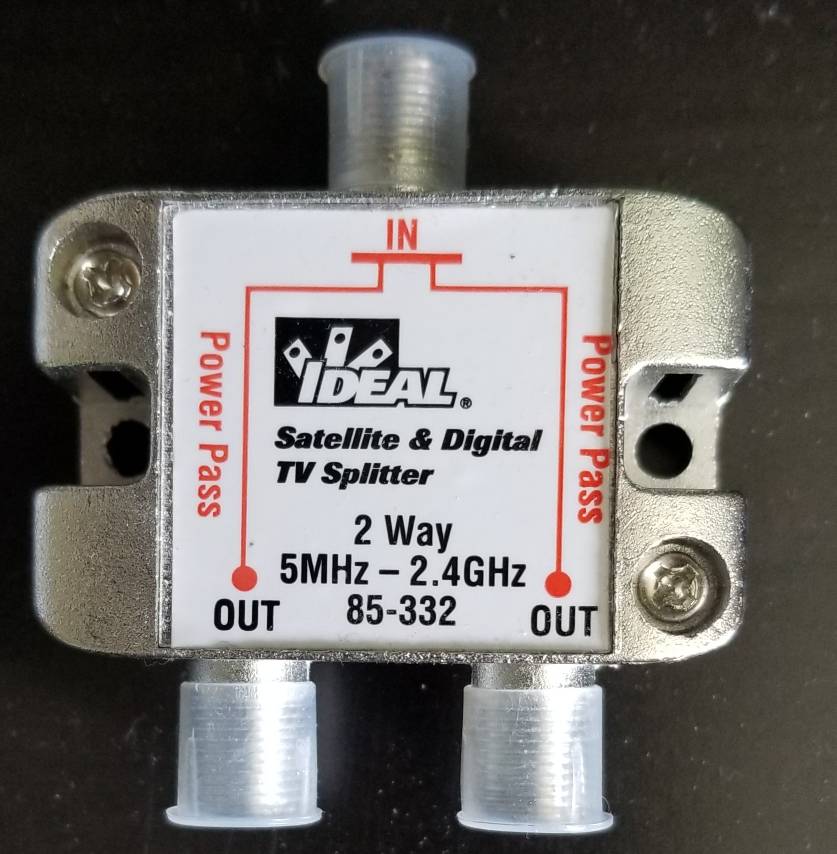 IN
Power Pass
Power Pass
IDEAL®
Satellite & Digital
TV Splitter
2 Way
5MHz – 2.4GHz
85-332
OUT
OUT